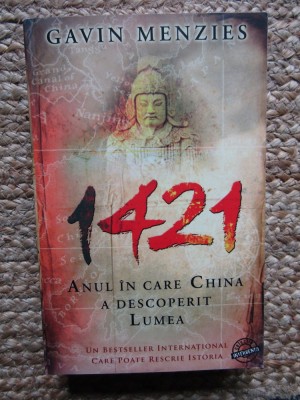 GAVIN MENZIES
1421
ANUL ÎN CARE CHINA
A DESCOPERIT
LUMEA
UN BESTSELLER INTERNAȚIONAL
CARE POATE RESCRIE ISTORIA